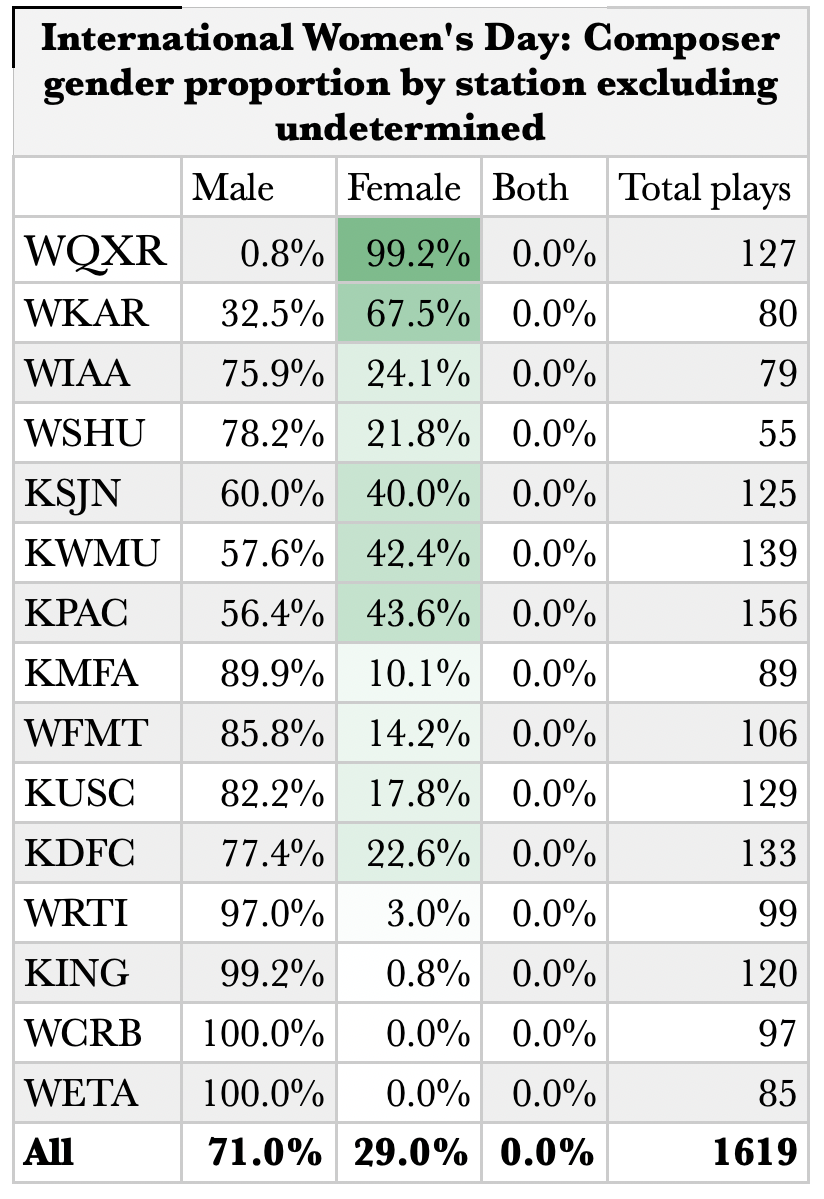 International Women's Day: Composer
gender proportion by station excluding
undetermined
Male Female Both Total plays
WQXR 0.8% 99.2% 0.0% 127
WKAR 32.5% 67.5% 0.0% 80
WIAA 75.9% 24.1% 0.0% 79
WSHU 78.2% 21.8% 0.0% 55
KSJN 60.0% 40.0% 0.0% 125
KWMU 57.6% 42.4% 0.0% 139
KPAC 56.4% 43.6% 0.0% 156
KMFA 89.9% 10.1% 0.0% 89
WFMT 85.8% 14.2% 0.0% 106
KUSC 82.2% 17.8% 0.0% 129
KDFC 77.4% 22.6% 0.0% 133
WRTI 97.0% 3.0% 0.0% 99
KING 99.2% 0.8% 0.0% 120
WCRB 100.0% 0.0% 0.0% 97
WETA 100.0% 0.0% 0.0% 85
All 71.0% 29.0% 0.0% 1619